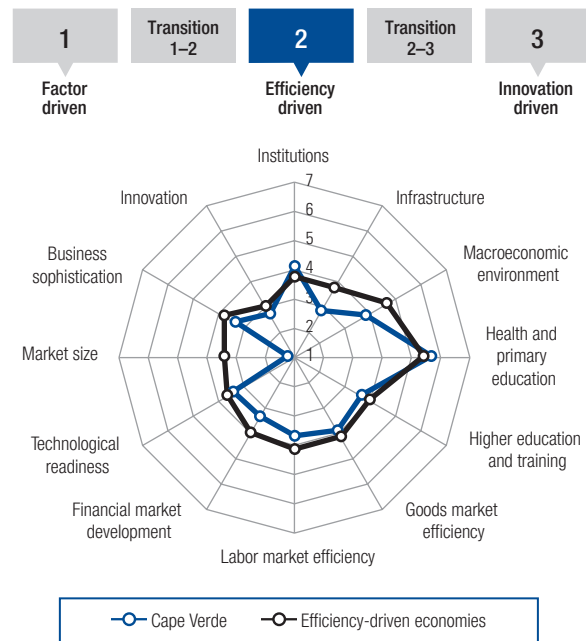 1
Transition
1–2
2
Transition
2–3
3
Factor
driven
Efficiency
driven
Innovation
driven
Institutions
Infrastructure
Macroeconomic
environment
Health and
primary
education
Higher education
and training
Goods market
efficiency
Labor market efficiency
Financial market
development
Technological
readiness
Market size
Business
sophistication
Innovation
7
6
5
4
3
2
1
Cape Verde
Efficiency-driven economies